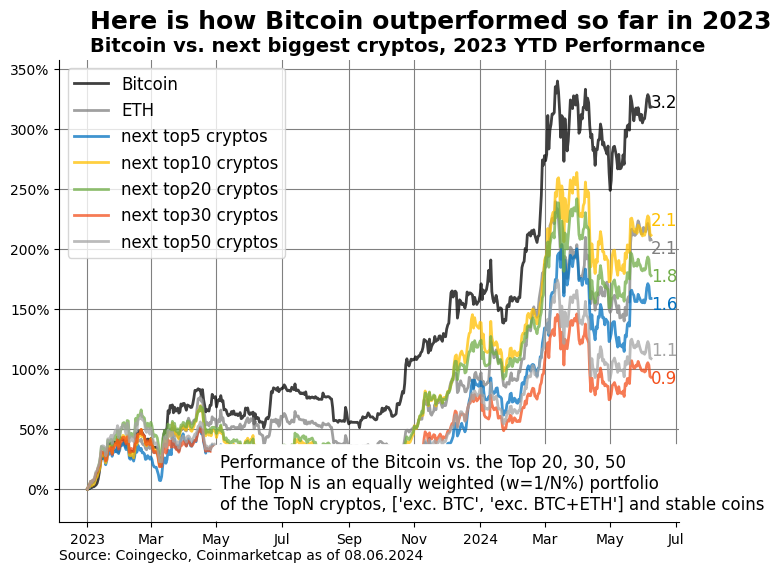 Here is how Bitcoin outperformed so far in 2023
Bitcoin vs. next biggest cryptos, 2023 YTD Performance
350%
300%
250%
200%
150%
100%
50%
0%
Bitcoin
ETH
next top5 cryptos
next top10 cryptos
next top20 cryptos
next top30 cryptos
next top50 cryptos
3.2
2.1
2.1
1.8
1.6
1.1
0.9
Performance of the Bitcoin vs. the Top 20, 30, 50
The Top N is an equally weighted (w=1/N%) portfolio
of the TopN cryptos, ['exc. BTC', 'exc. BTC+ETH'] and stable coins
2023 Mar May Jul Sep Nov 2024 Mar May Jul
Source: Coingecko, Coinmarketcap as of 08.06.2024